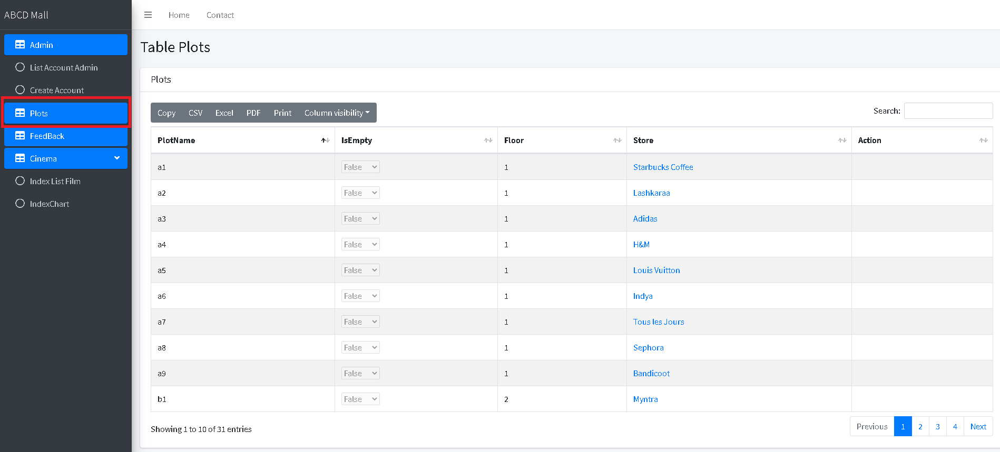 ABCD Mall
Home Contact
Admin
List Account Admin
Create Account
Plots
FeedBack
Cinema
Index List Film
IndexChart
Table Plots
Plots
Copy CSV Excel PDF Print Column visibility
Search:
PlotName IsEmpty Floor Store Action
a1 False 1 Starbucks Coffee
a2 False 1 Lashkaraa
a3 False 1 Adidas
a4 False 1 H&M
a5 False 1 Louis Vuitton
a6 False 1 Indya
a7 False 1 Tous les Jours
a8 False 1 Sephora
a9 False 1 Bandicoot
b1 False 2 Myntra
Showing 1 to 10 of 31 entries
Previous 1 2 3 4 Next